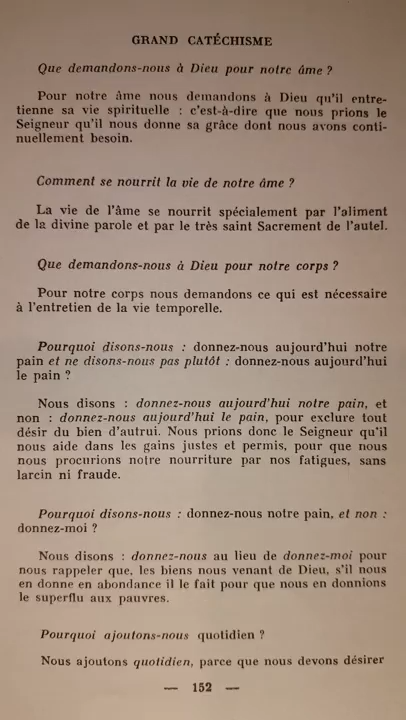 GRAND CATÉCHISME
Que demandons-nous à Dieu pour notre âme ?
Pour notre âme nous demandons à Dieu qu'il entre-
tienne sa vie spirituelle : c'est-à-dire que nous prions le
Seigneur qu'il nous donne sa grâce dont nous avons conti-
nuellement besoin.
Comment se nourrit la vie de notre âme ?
La vie de l'âme se nourrit spécialement par l'aliment
de la divine parole et par le très saint Sacrement de l'autel.
Que demandons-nous à Dieu pour notre corps ?
Pour notre corps nous demandons ce qui est nécessaire
à l'entretien de la vie temporelle.
Pourquoi disons-nous : donnez-nous aujourd'hui notre
pain et ne disons-nous pas plutôt : donnez-nous aujourd'hui
le pain ?
Nous disons : donnez-nous aujourd'hui notre pain, et
non : donnez-nous aujourd'hui le pain, pour exclure tout
désir du bien d'autrui. Nous prions donc le Seigneur qu'il
nous aide dans les gains justes et permis, pour que nous
nous procurions notre nourriture par nos fatigues, sans
larcin ni fraude.
Pourquoi disons-nous : donnez-nous notre pain, et non :
donnez-moi ?
Nous disons : donnez-nous au lieu de donnez-moi pour
nous rappeler que, les biens nous venant de Dieu, s'il nous
en donne en abondance il le fait pour que nous en donnions
le superflu aux pauvres.
Pourquoi ajoutons-nous quotidien ?
Nous ajoutons quotidien, parce que nous devons désirer
— 152 —